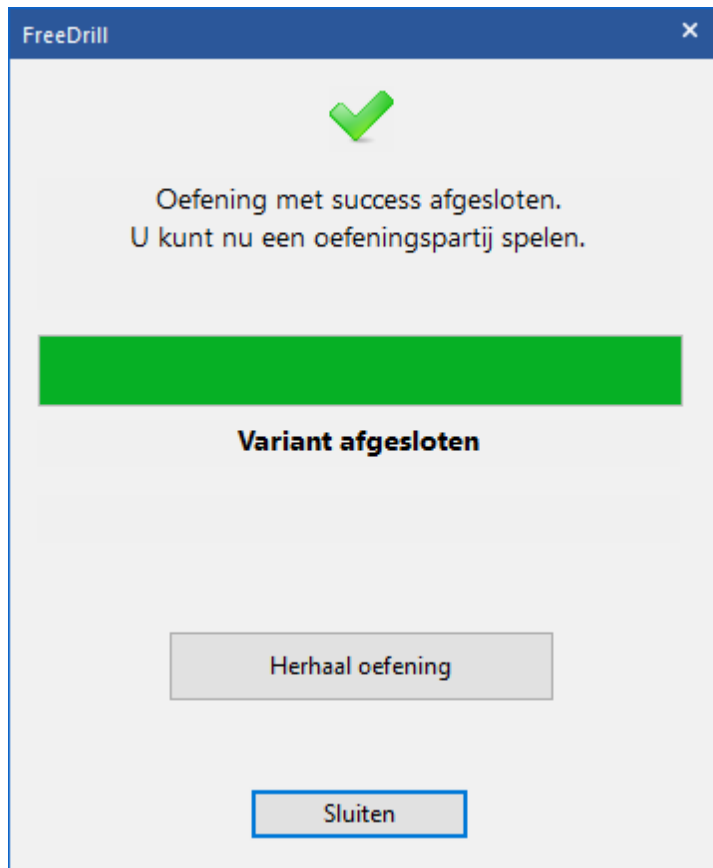 FreeDrill
Oefening met success afgesloten.
U kunt nu een oefeningspartij spelen.
Variant afgesloten
Herhaal oefening
Sluiten